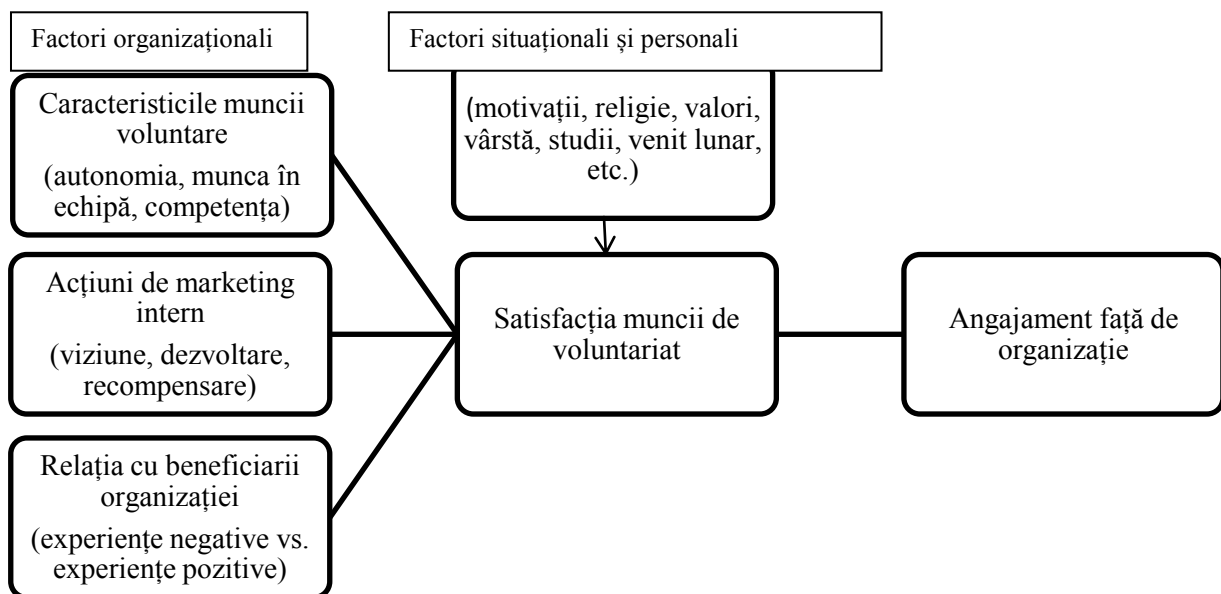 Factori organizaționali
Factori situaționali și personali
Caracteristicile muncii
voluntare
(autonomia, munca în
echipă, competența)
(motivații, religie, valori,
vârstă, studii, venit lunar,
etc.)
Acțiuni de marketing
intern
(viziune, dezvoltare,
recompensare)
Satisfacția muncii de
voluntariat
Angajament față de
organizație
Relația cu beneficiarii
organizației
(experiențe negative vs.
experiențe pozitive)